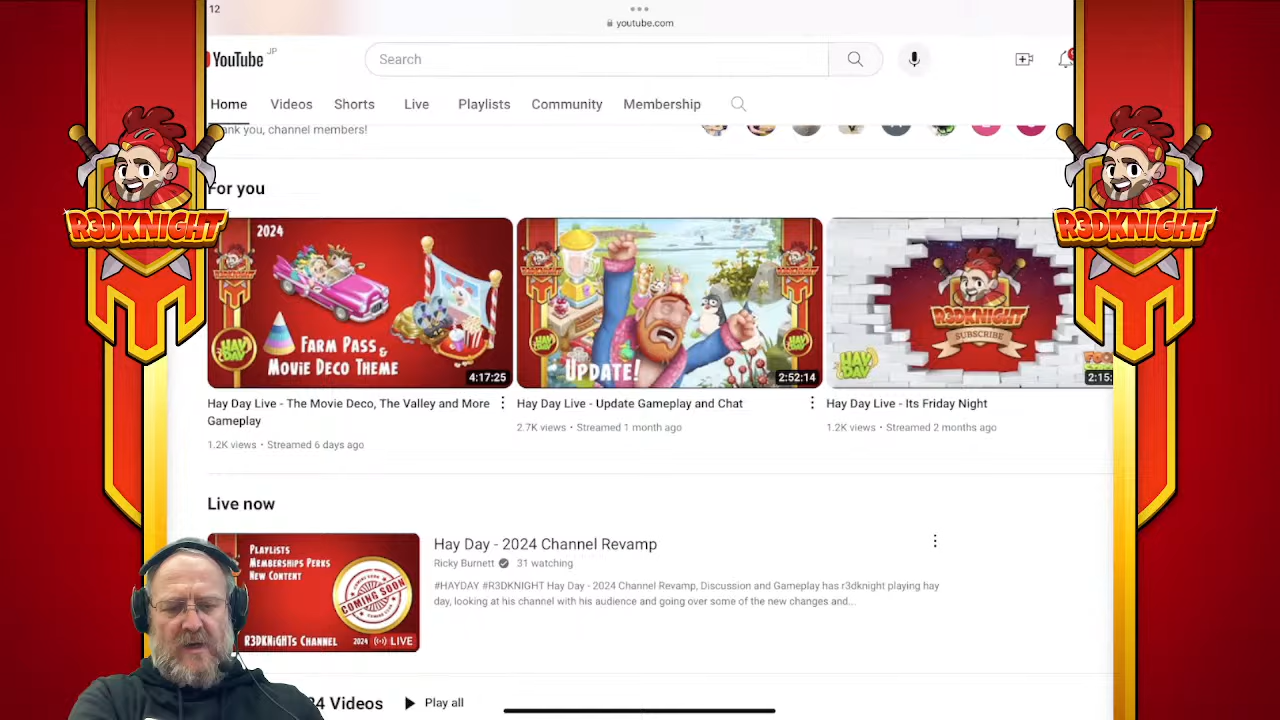 12
youtube.com
YouTube JP
Search
Home Videos Shorts Live Playlists Community Membership
ank you, channel members!
For you
2024
HAY DAY
FARM PASS &
MOVIE DECO THEME
4:17:25
UPDATE!
2:52:14
R3DKNIGHT
SUBSCRIBE
HAY DAY
2:15:
R3DKNIGHT
R3DKNIGHT
Hay Day Live - The Movie Deco, The Valley and More
Gameplay
1.2K views • Streamed 6 days ago
Hay Day Live - Update Gameplay and Chat
2.7K views • Streamed 1 month ago
Hay Day Live - Its Friday Night
1.2K views • Streamed 2 months ago
Live now
PLAYLISTS
MEMBERSHIPS PERKS
NEW CONTENT
COMING SOON
R3DKNIGHTS CHANNEL 2024
LIVE
Hay Day - 2024 Channel Revamp
Ricky Burnett 31 watching
#HAYDAY #R3DKNIGHT Hay Day - 2024 Channel Revamp, Discussion and Gameplay has r3dknight playing hay
day, looking at his channel with his audience and going over some of the new changes and...
4 Videos Play all